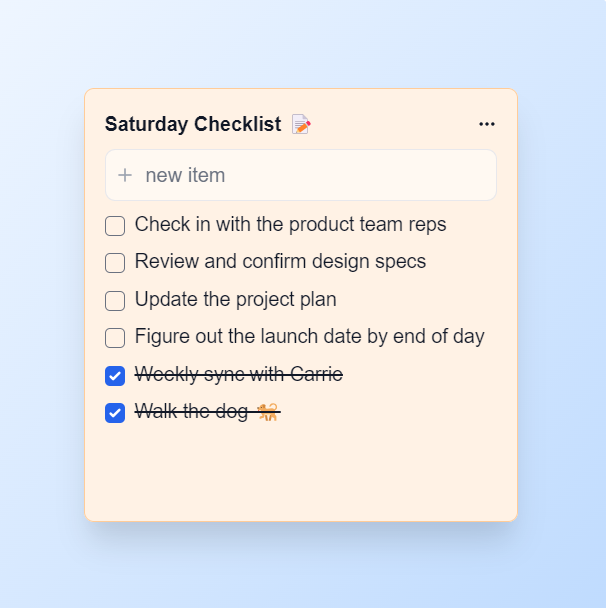 Saturday Checklist 📝
new item
Check in with the product team reps
Review and confirm design specs
Update the project plan
Figure out the launch date by end of day
Weekly sync with Carrie
Walk the dog 🐕